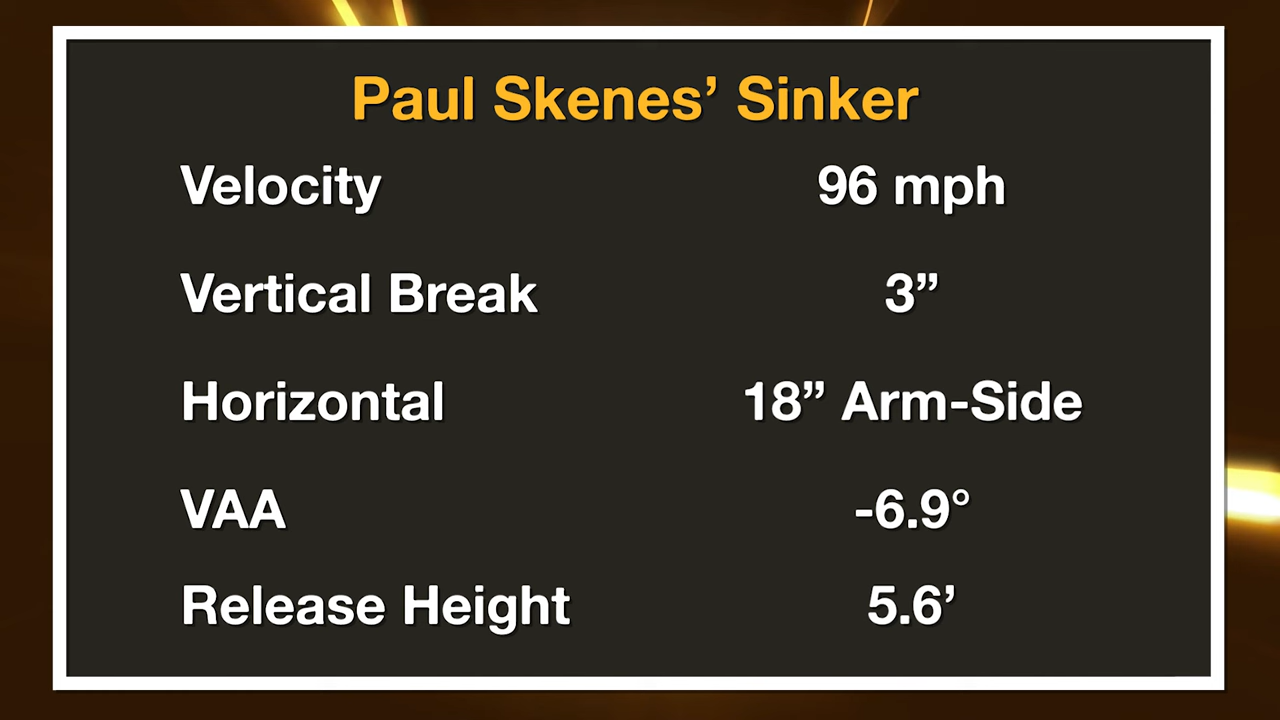 Paul Skenes’ Sinker
Velocity 96 mph
Vertical Break 3”
Horizontal 18” Arm-Side
VAA -6.9°
Release Height 5.6’